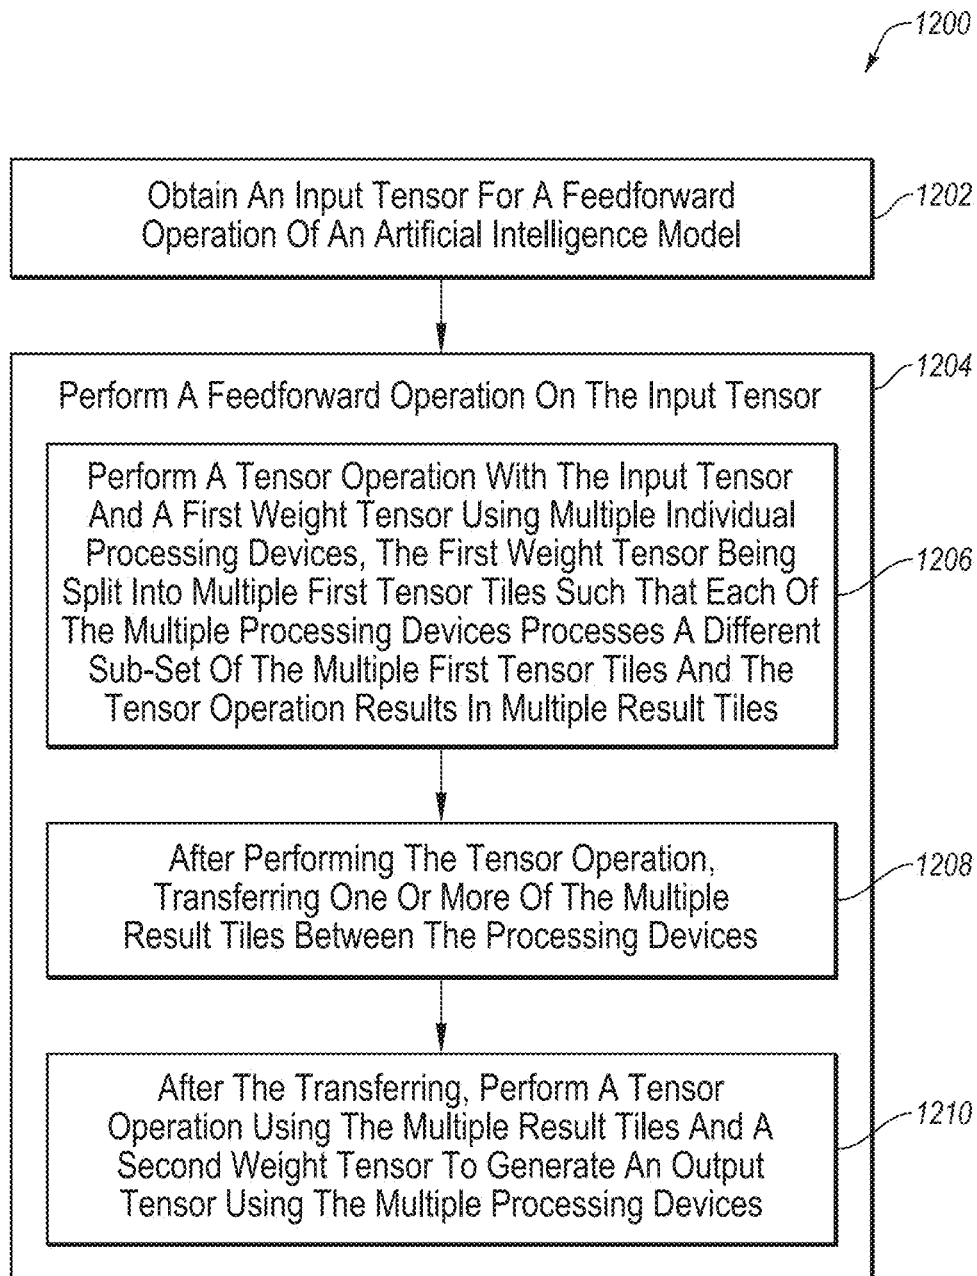 1200
Obtain An Input Tensor For A Feedforward
Operation Of An Artificial Intelligence Model
1202
Perform A Feedforward Operation On The Input Tensor
1204
Perform A Tensor Operation With The Input Tensor
And A First Weight Tensor Using Multiple Individual
Processing Devices, The First Weight Tensor Being
Split Into Multiple First Tensor Tiles Such That Each Of
The Multiple Processing Devices Processes A Different
Sub-Set Of The Multiple First Tensor Tiles And The
Tensor Operation Results In Multiple Result Tiles
1206
After Performing The Tensor Operation,
Transferring One Or More Of The Multiple
Result Tiles Between The Processing Devices
1208
After The Transferring, Perform A Tensor
Operation Using The Multiple Result Tiles And A
Second Weight Tensor To Generate An Output
Tensor Using The Multiple Processing Devices
1210